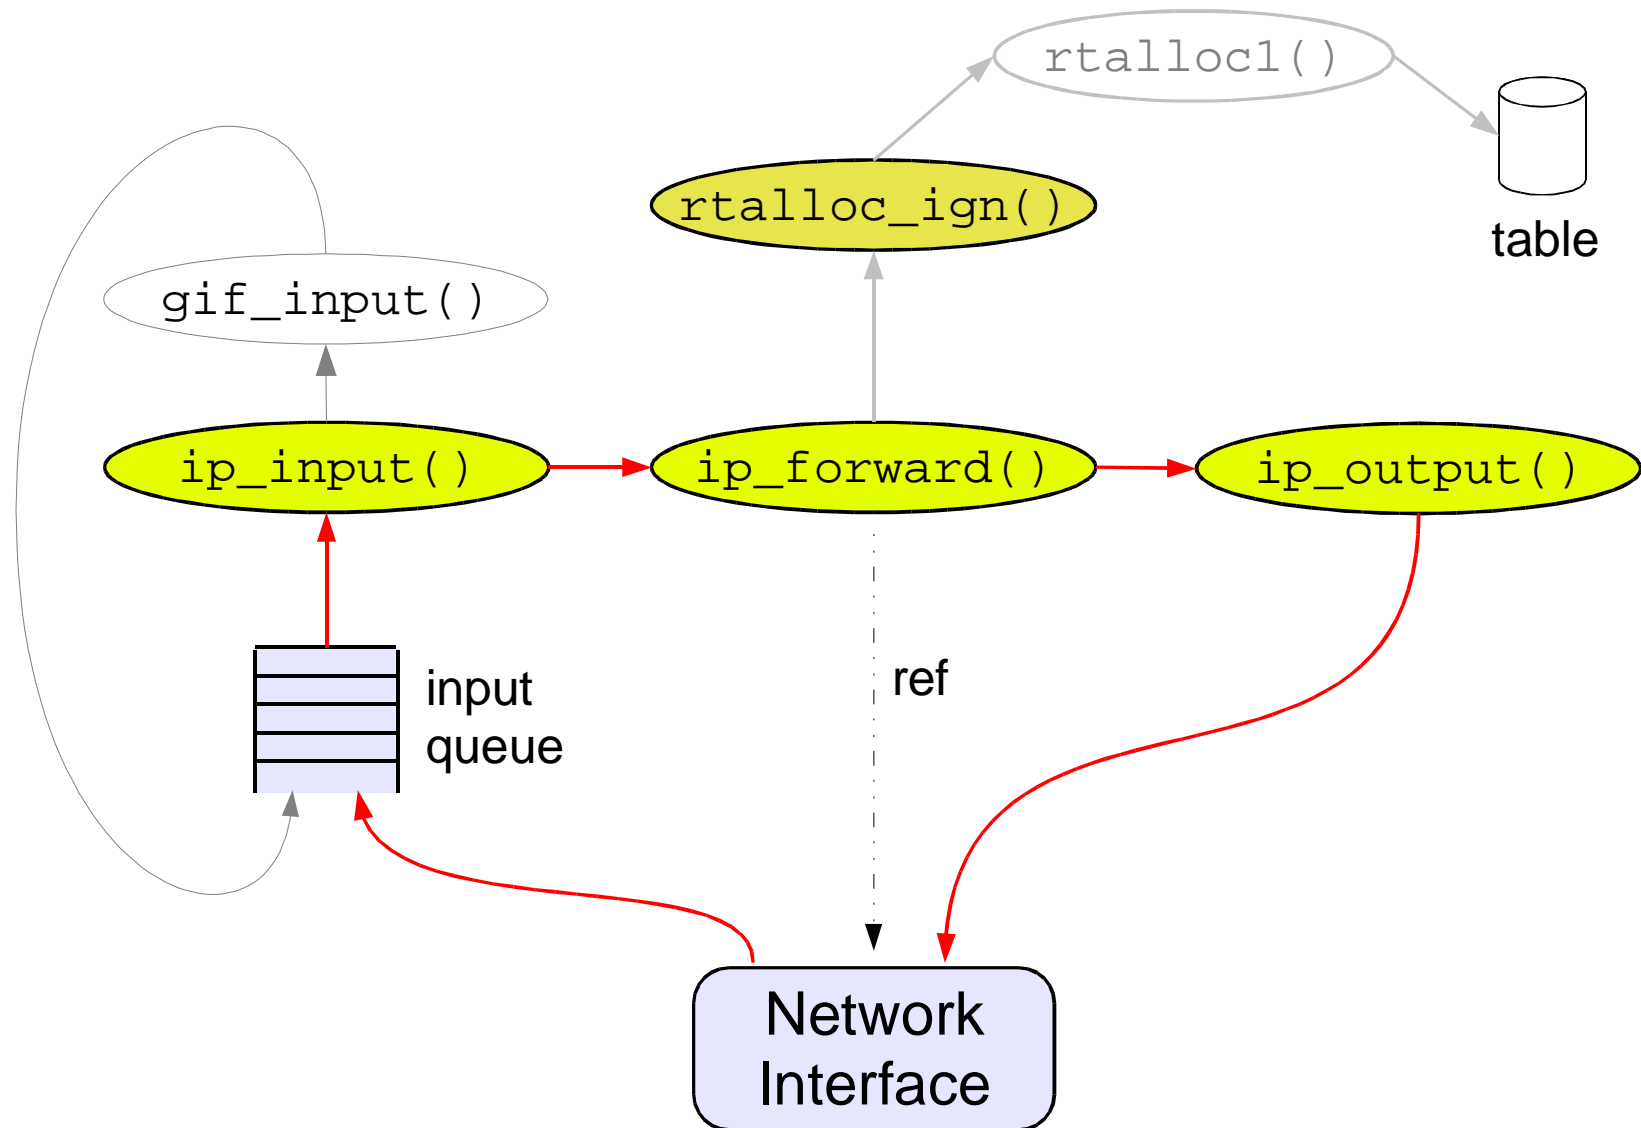 rtalloc1()
rtalloc_ign()
table
gif_input()
ip_input()
ip_forward()
ip_output()
input
queue
ref
Network
Interface